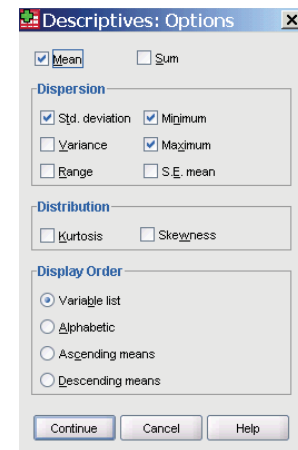 Descriptives: Options
Mean Sum
Dispersion
Std. deviation Minimum
Variance Maximum
Range S.E. mean
Distribution
Kurtosis Skewness
Display Order
Variable list
Alphabetic
Ascending means
Descending means
Continue Cancel Help